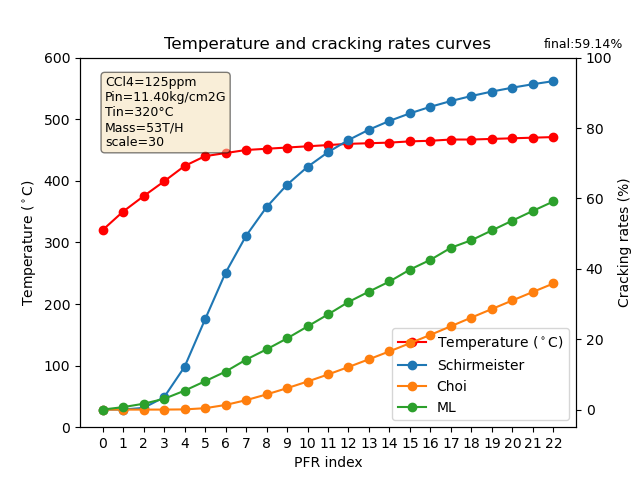 Temperature and cracking rates curves
final:59.14%
CCl4=125ppm
Pin=11.40kg/cm2G
Tin=320°C
Mass=53T/H
scale=30
Temperature (°C)
600
500
400
300
200
100
0
100
80
60
40
20
0
Cracking rates (%)
Temperature (°C)
Schirmeister
Choi
ML
0 1 2 3 4 5 6 7 8 9 10 11 12 13 14 15 16 17 18 19 20 21 22
PFR index